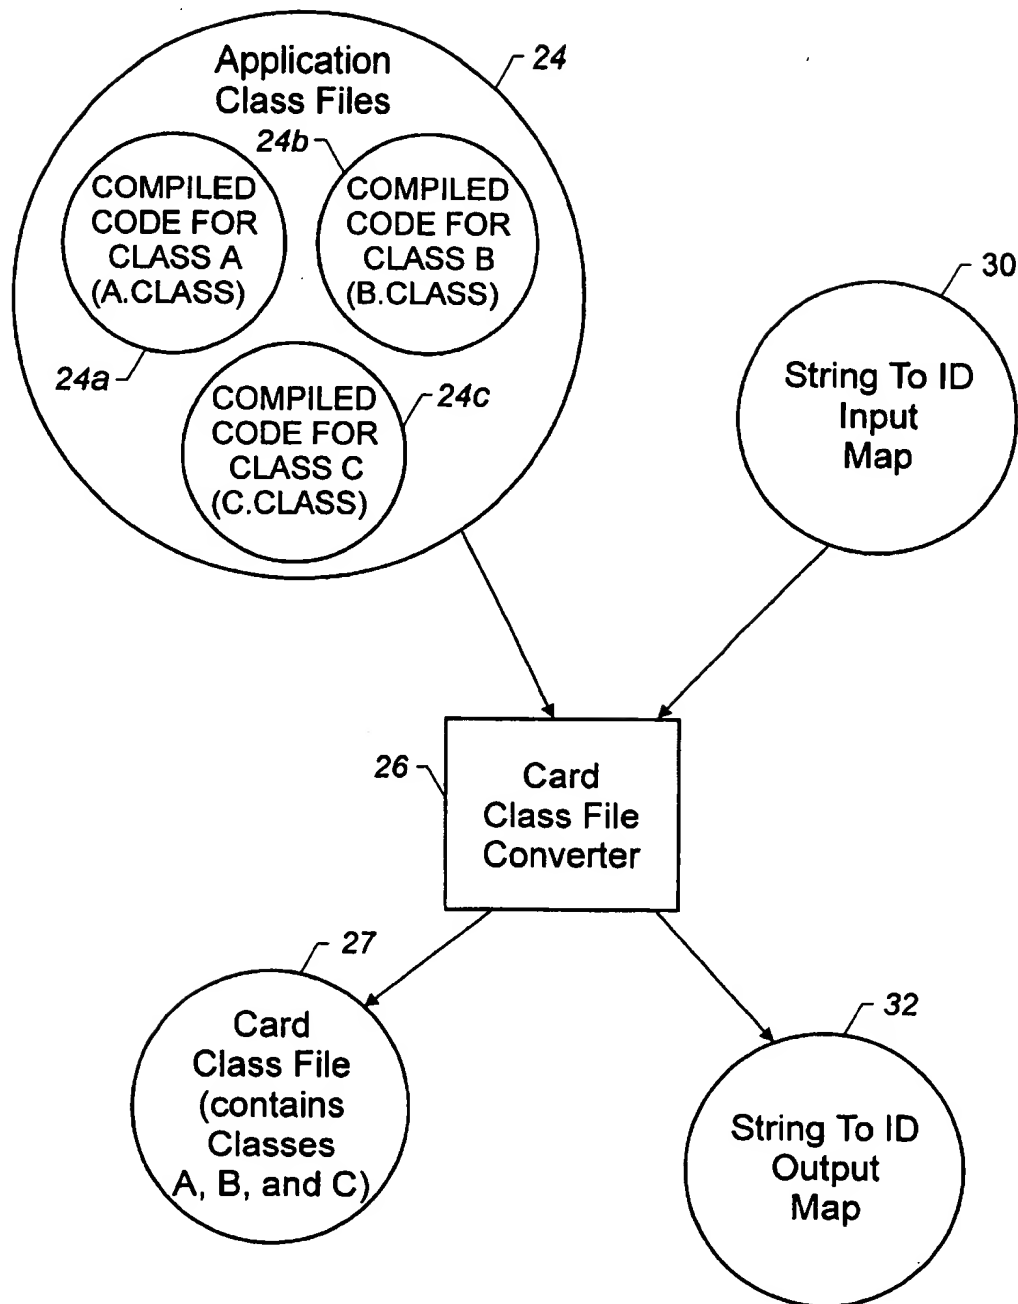 24
Application
Class Files
24b
COMPILED
CODE FOR
CLASS A
(A.CLASS)
COMPILED
CODE FOR
CLASS B
(B.CLASS)
24a
COMPILED
CODE FOR
CLASS C
(C.CLASS)
24c
30
String To ID
Input
Map
26
Card
Class File
Converter
27
Card
Class File
(contains
Classes
A, B, and C)
32
String To ID
Output
Map